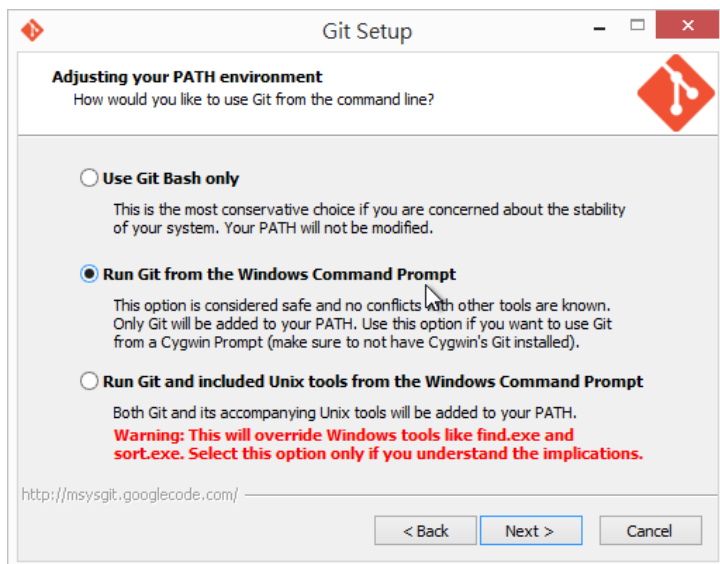 Git Setup
Adjusting your PATH environment
How would you like to use Git from the command line?
Use Git Bash only
This is the most conservative choice if you are concerned about the stability
of your system. Your PATH will not be modified.
Run Git from the Windows Command Prompt
This option is considered safe and no conflicts with other tools are known.
Only Git will be added to your PATH. Use this option if you want to use Git
from a Cygwin Prompt (make sure to not have Cygwin's Git installed).
Run Git and included Unix tools from the Windows Command Prompt
Both Git and its accompanying Unix tools will be added to your PATH.
Warning: This will override Windows tools like find.exe and
sort.exe. Select this option only if you understand the implications.
http://msysgit.googlecode.com/
< Back Next > Cancel